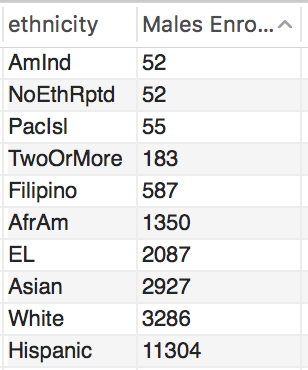 ethnicity Males Enro...
AmInd 52
NoEthRptd 52
PacIsl 55
TwoOrMore 183
Filipino 587
AfrAm 1350
EL 2087
Asian 2927
White 3286
Hispanic 11304